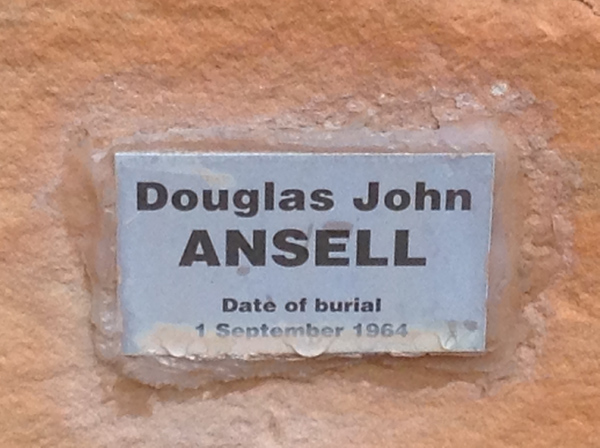 Douglas John
ANSELL
Date of burial
1 September 1964